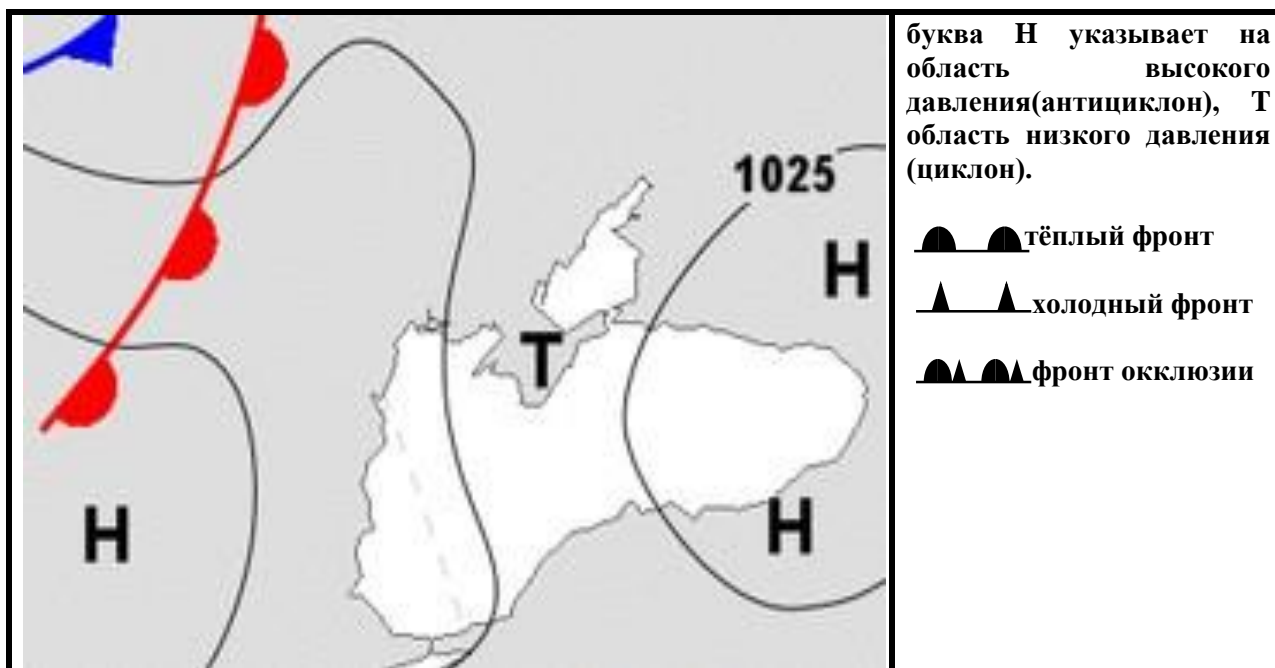 1025
H
T
H
H
буква Н указывает на
область высокого
давления(антициклон), Т
область низкого давления
(циклон).
тёплый фронт
холодный фронт
фронт окклюзии